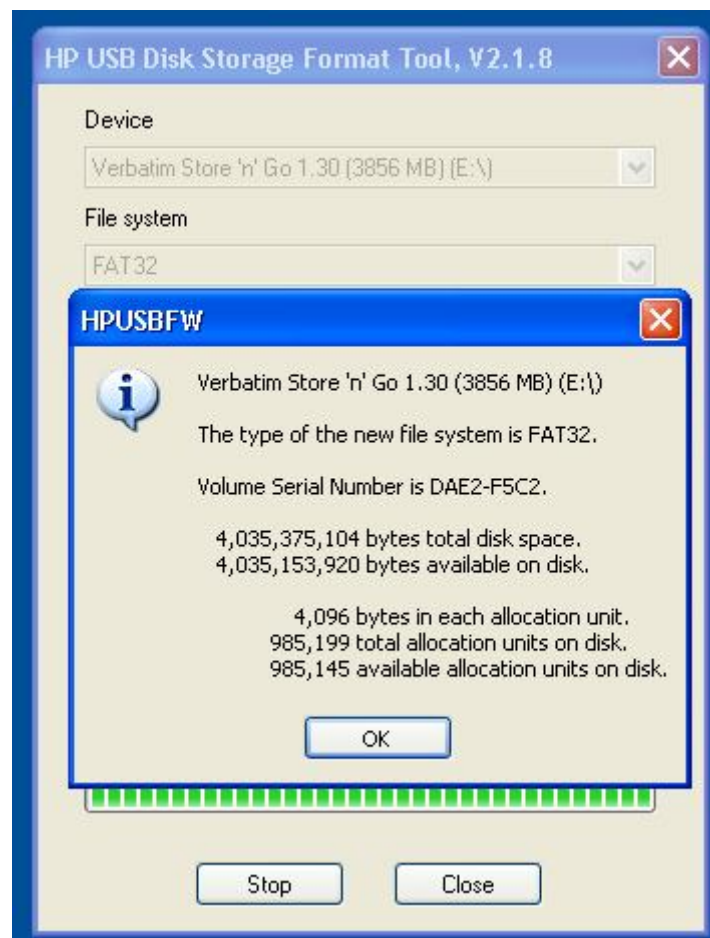 HP USB Disk Storage Format Tool, V2.1.8
Device
Verbatim Store 'n' Go 1.30 (3856 MB) (E:\)
File system
FAT32
HPUSBFW
Verbatim Store 'n' Go 1.30 (3856 MB) (E:\)
The type of the new file system is FAT32.
Volume Serial Number is DAE2-F5C2.
4,035,375,104 bytes total disk space.
4,035,153,920 bytes available on disk.
4,096 bytes in each allocation unit.
985,199 total allocation units on disk.
985,145 available allocation units on disk.
OK
Stop Close